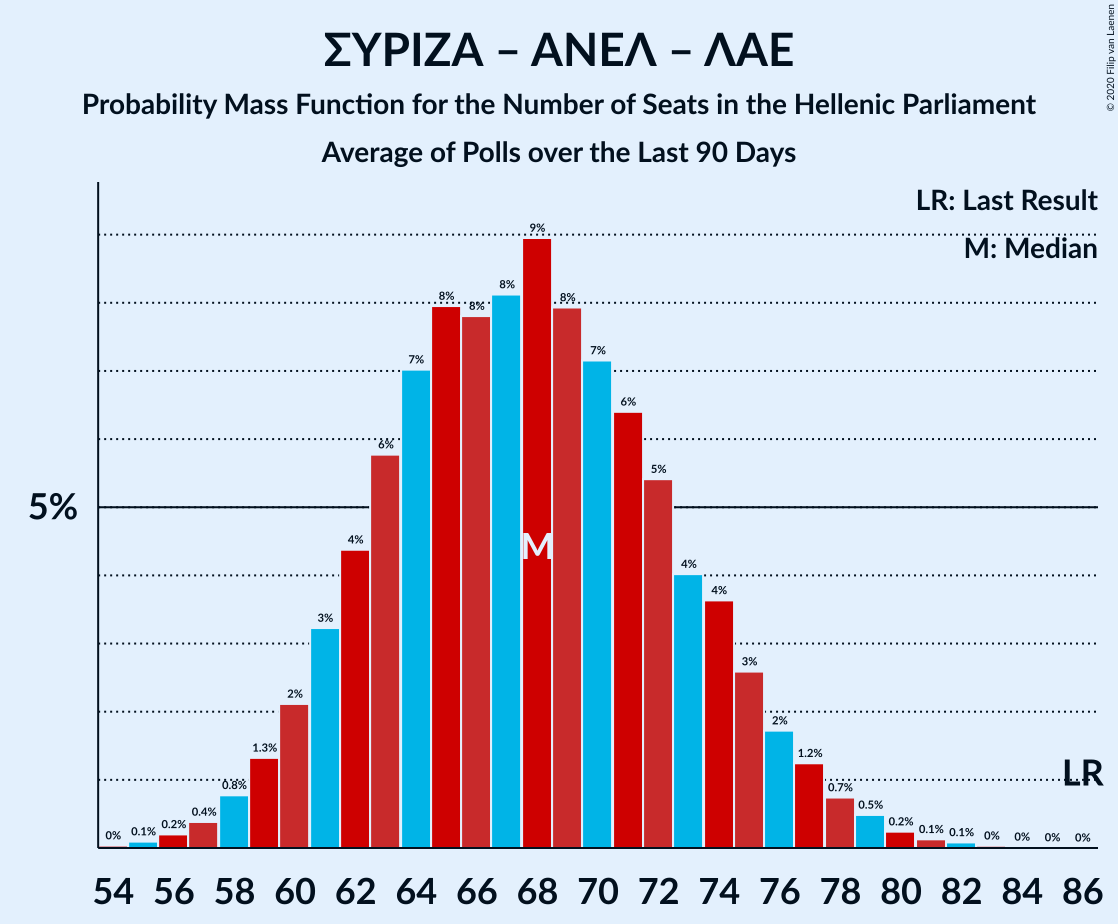 ΣΥΡΙΖΑ – ΑΝΕΛ – ΛΑΕ
Probability Mass Function for the Number of Seats in the Hellenic Parliament
Average of Polls over the Last 90 Days
© 2020 Filip van Laenen
LR: Last Result
M: Median
5%
0% 0.1% 0.2% 0.4% 0.8% 1.3% 2% 3% 4% 6% 7% 8% 8% 8% 9% 8% 7% 6% 5% 4% 4% 3% 2% 1.2% 0.7% 0.5% 0.2% 0.1% 0.1% 0% 0% 0% 0%
M
LR
54 56 58 60 62 64 66 68 70 72 74 76 78 80 82 84 86